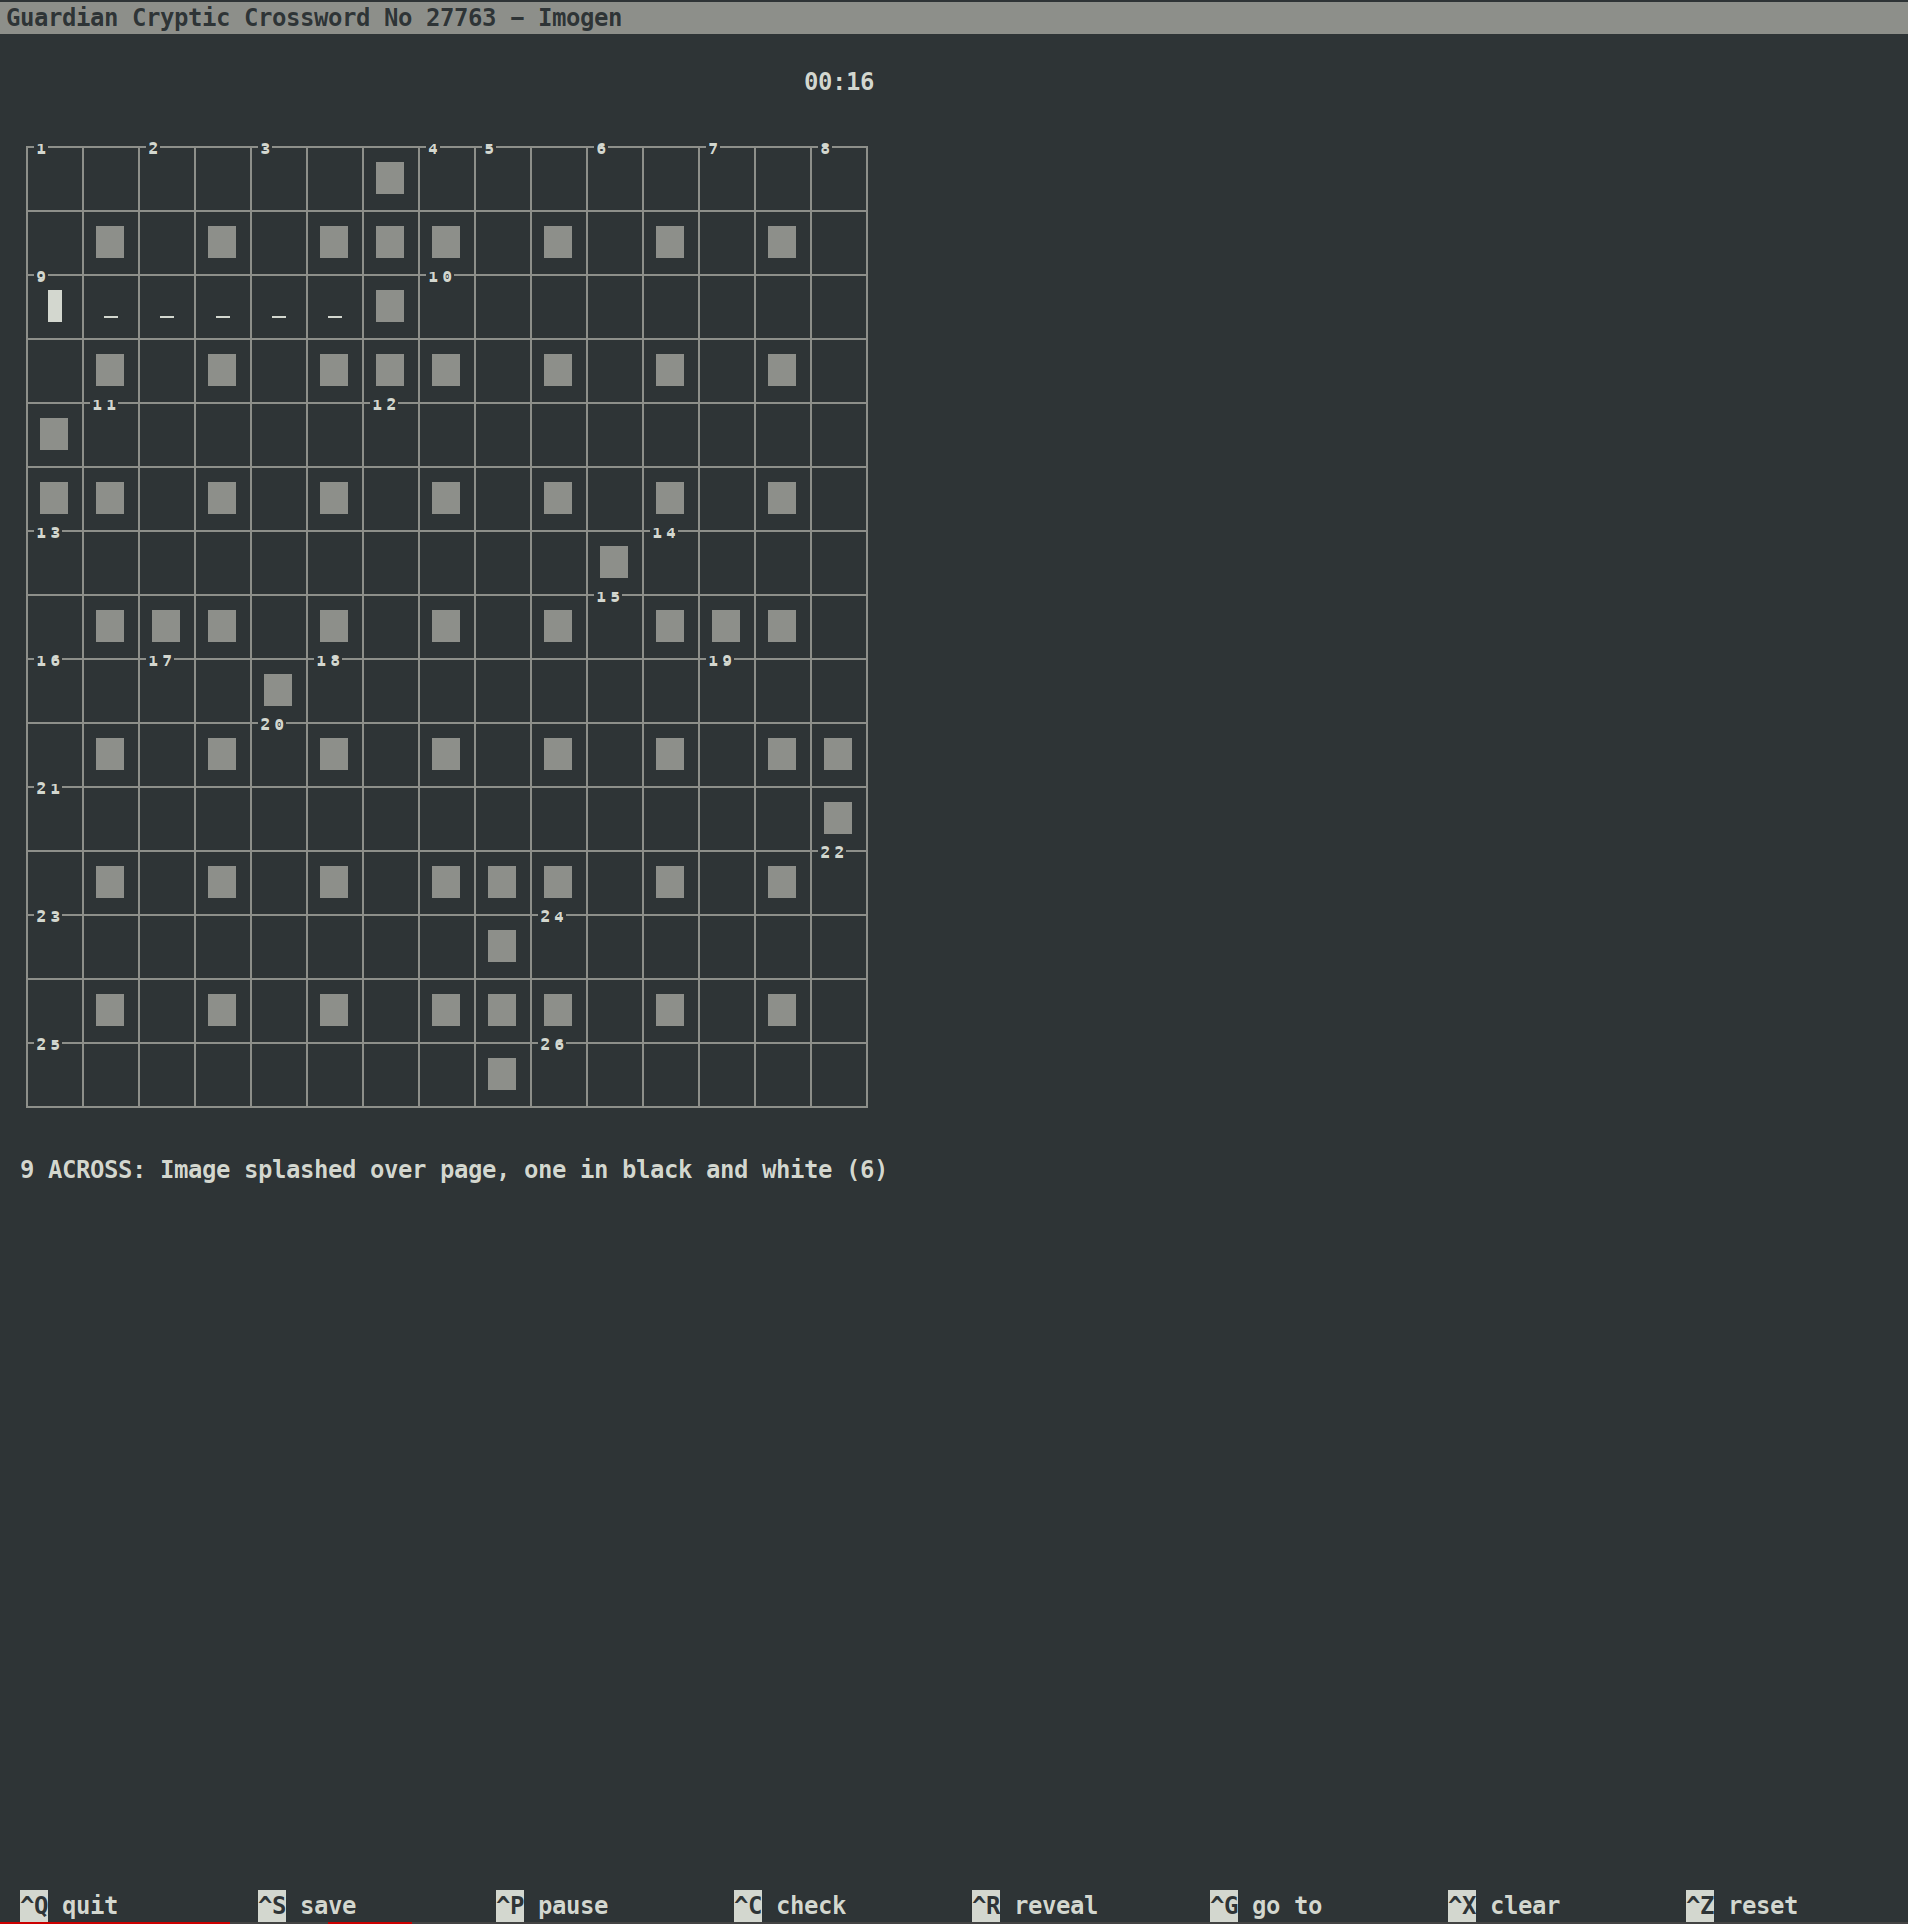 Guardian Cryptic Crossword No 27763 – Imogen
00:16
1 2 3 4 5 6 7 8
9 10
11 12
13 14
15
16 17 18 19
20
21
22
23 24
25 26
9 ACROSS: Image splashed over page, one in black and white (6)
^Q quit ^S save ^P pause ^C check ^R reveal ^G go to ^X clear ^Z reset